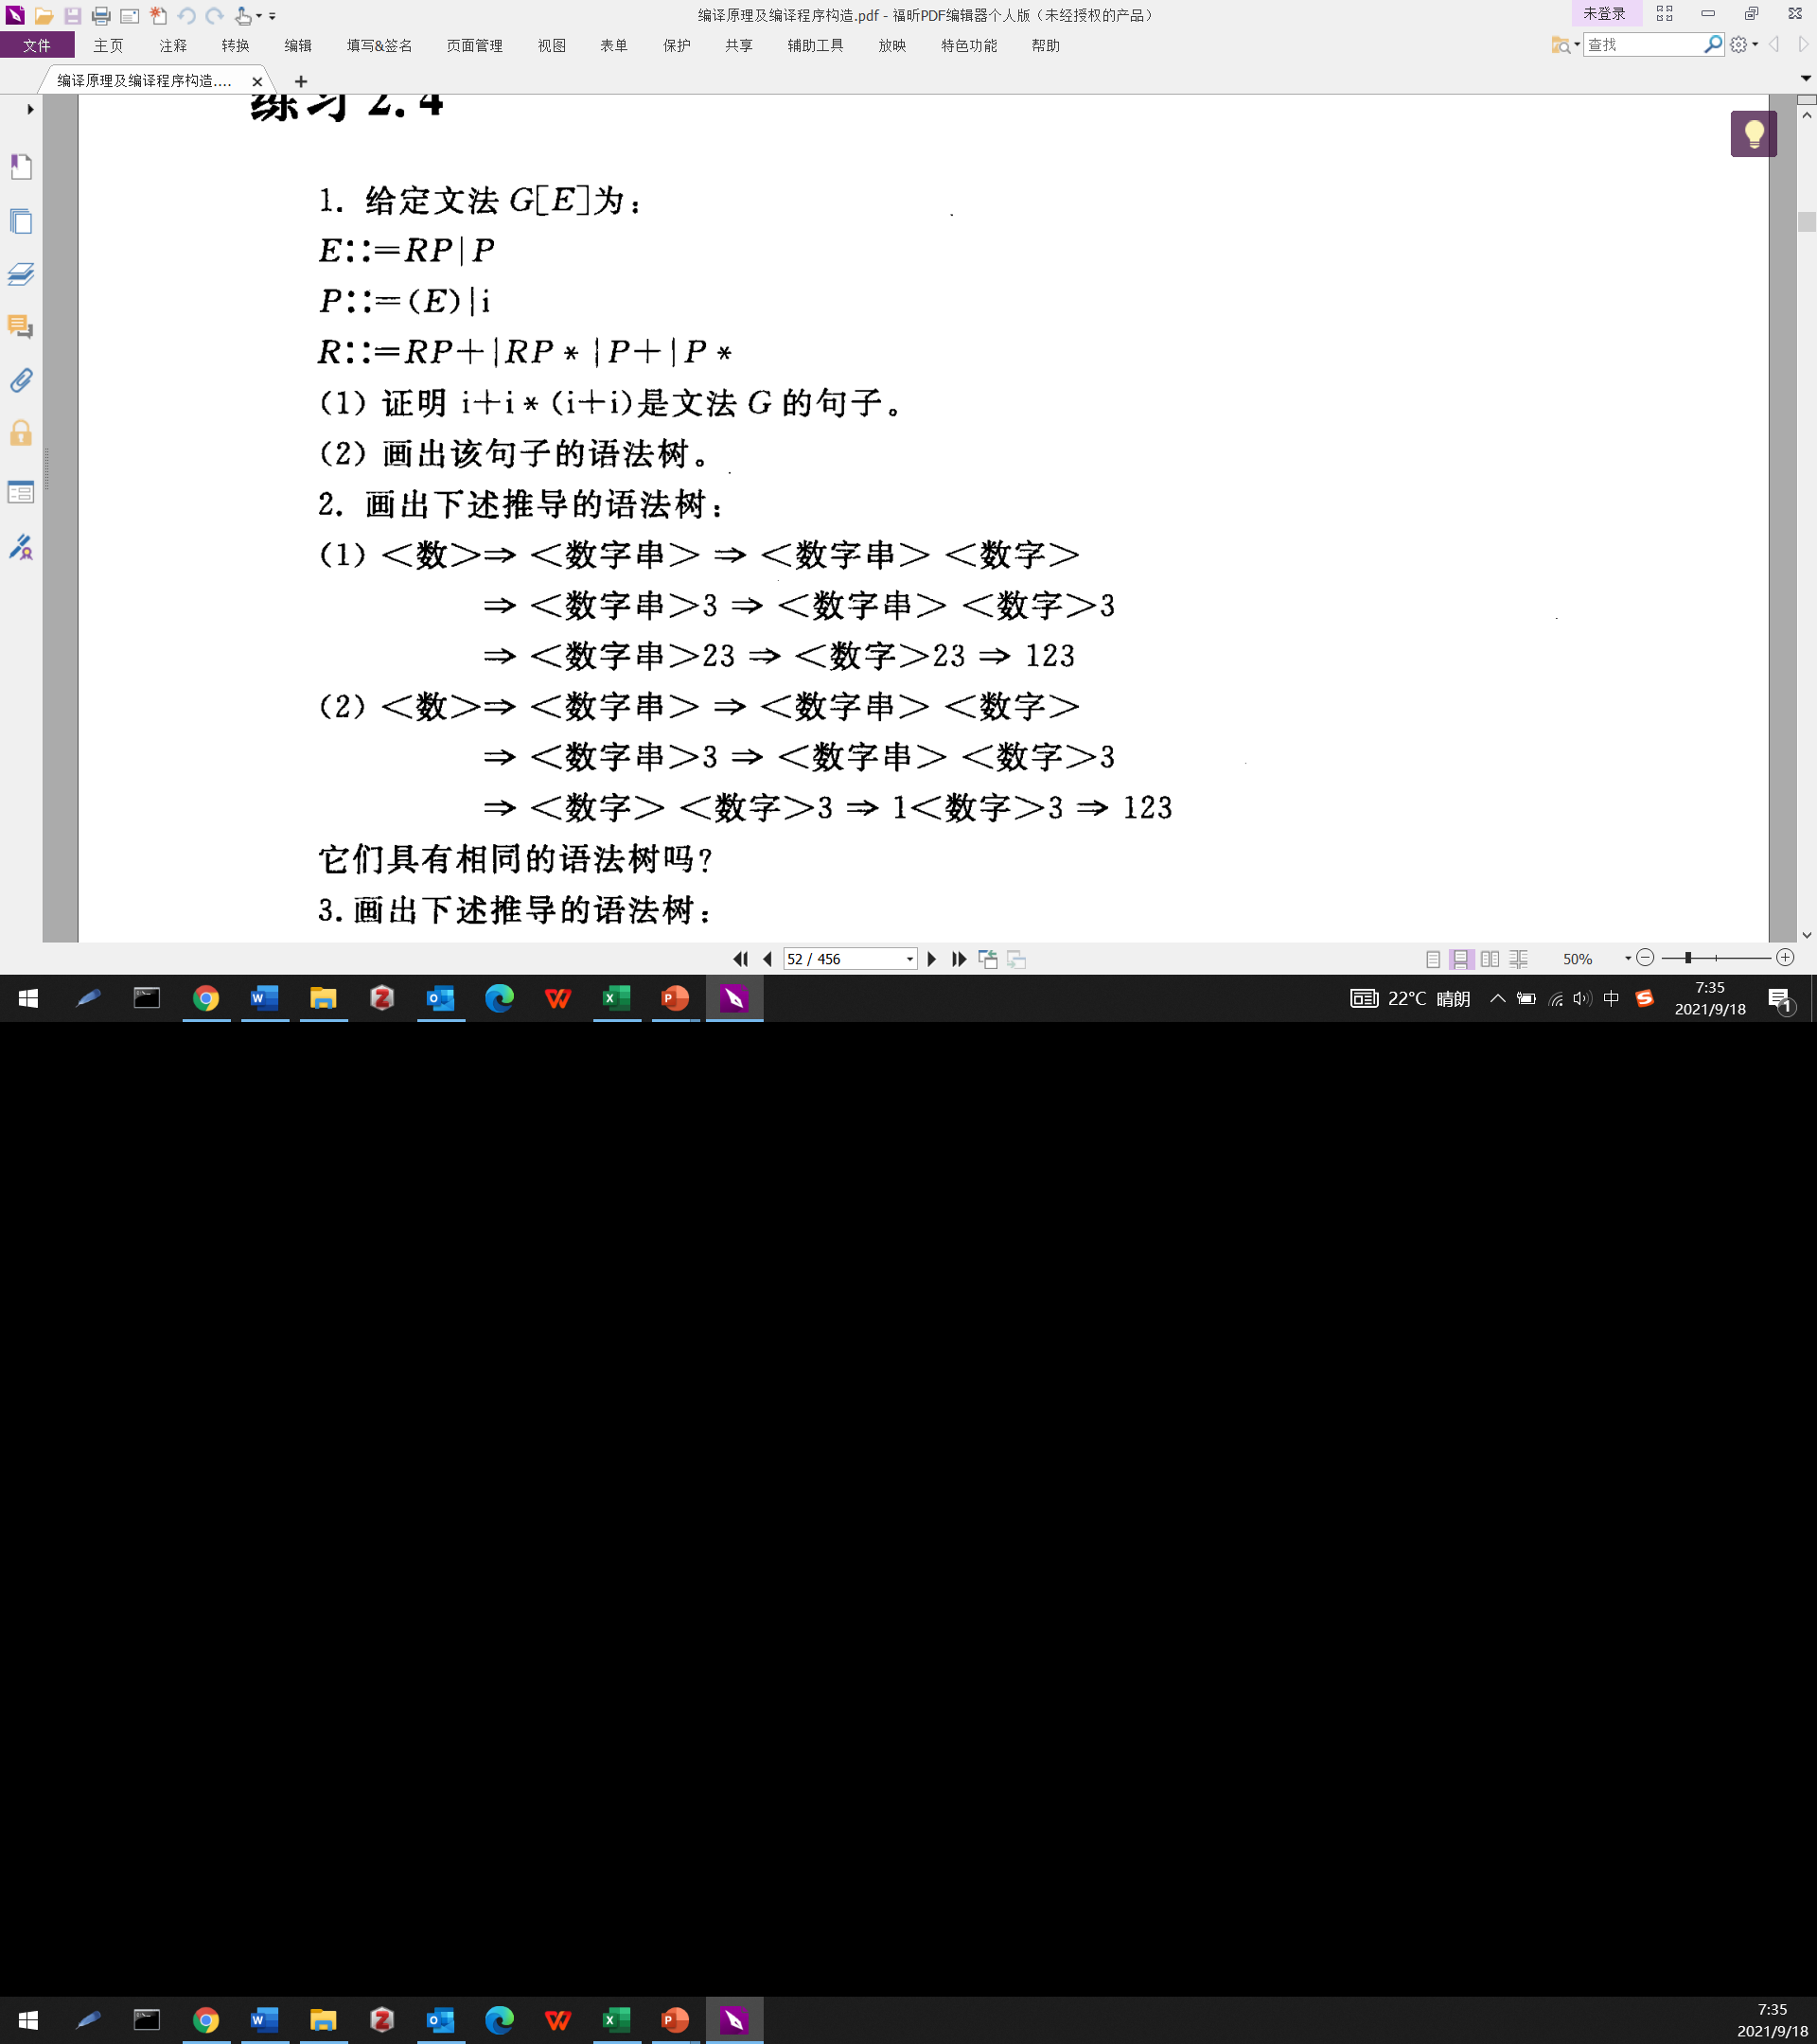 编译原理及编译程序构造.pdf - 福昕PDF编辑器个人版（未经授权的产品）
未登录
文件 主页 注释 转换 编辑 填写&签名 页面管理 视图 表单 保护 共享 辅助工具 放映 特色功能 帮助
查找
编译原理及编译程序构造....
练习 2.4
1. 给定文法 G[E]为：
E::=RP|P
P::=(E)|i
R::=RP+|RP*|P+|P*
(1) 证明 i+i*(i+i)是文法 G 的句子。
(2) 画出该句子的语法树。
2. 画出下述推导的语法树：
(1) <数>⇒ <数字串> ⇒ <数字串> <数字>
⇒ <数字串>3 ⇒ <数字串> <数字>3
⇒ <数字串>23 ⇒ <数字>23 ⇒ 123
(2) <数>⇒ <数字串> ⇒ <数字串> <数字>
⇒ <数字串>3 ⇒ <数字串> <数字>3
⇒ <数字> <数字>3 ⇒ 1<数字>3 ⇒ 123
它们具有相同的语法树吗?
3.画出下述推导的语法树：
52 / 456
50%
22°C 晴朗
中
7:35
2021/9/18
1
7:35
2021/9/18